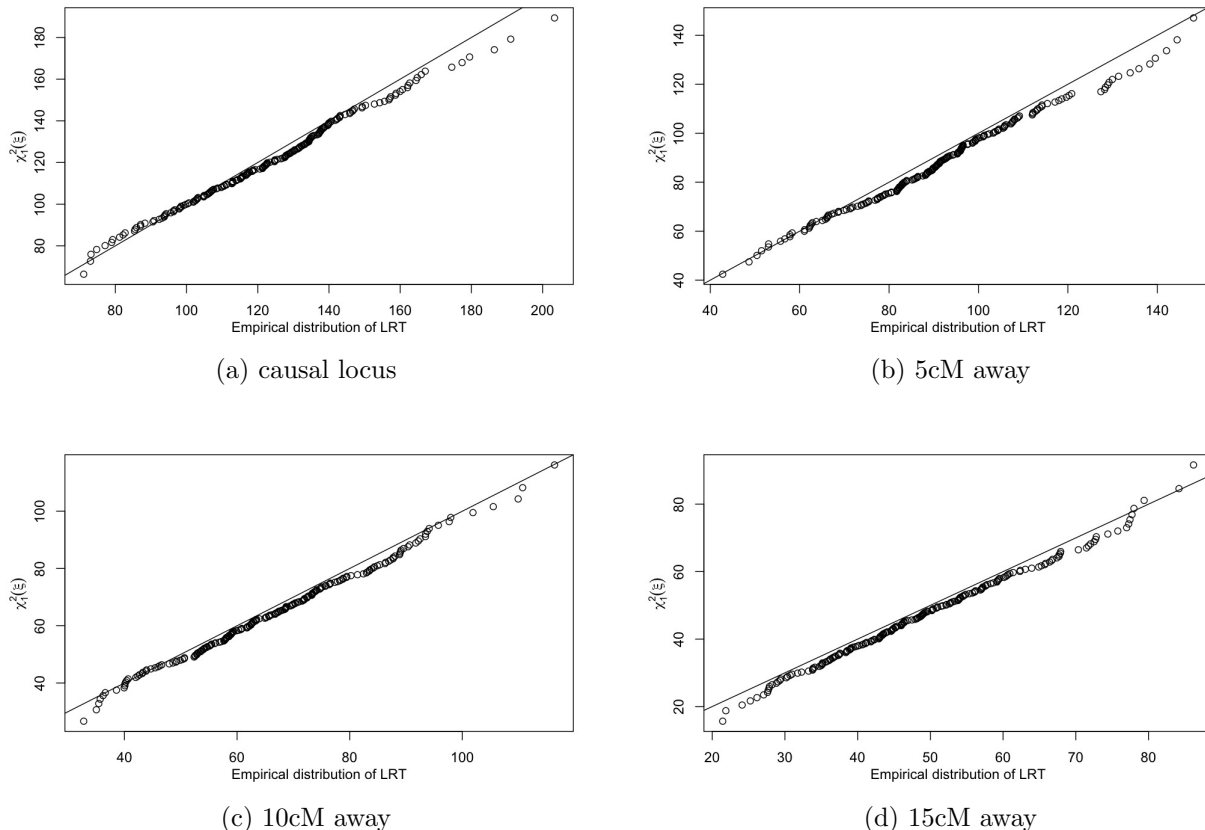 180
160
140
120
100
80
χ²₁(ξ)
80 100 120 140 160 180 200
Empirical distribution of LRT
(a) causal locus
140
120
100
80
60
40
χ²₁(ξ)
40 60 80 100 120 140
Empirical distribution of LRT
(b) 5cM away
100
80
60
40
χ²₁(ξ)
40 60 80 100
Empirical distribution of LRT
(c) 10cM away
80
60
40
20
χ²₁(ξ)
20 30 40 50 60 70 80
Empirical distribution of LRT
(d) 15cM away